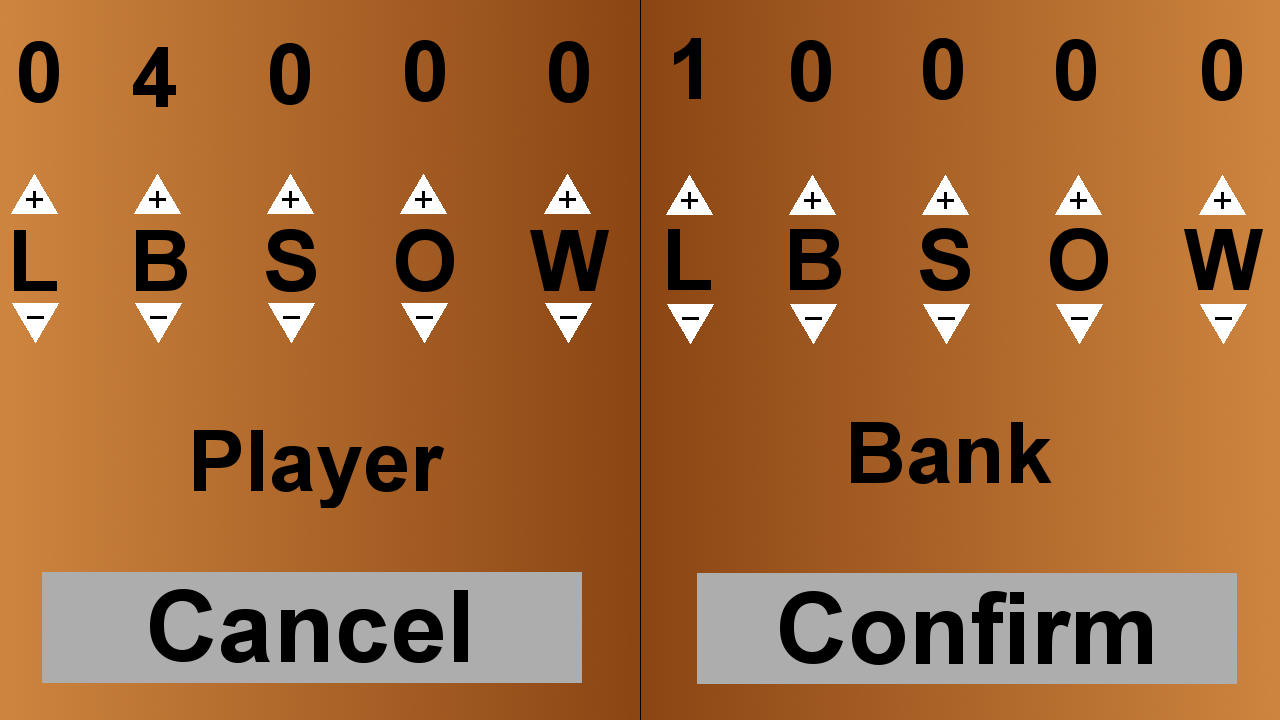 0 4 0 0 0
+ + + + +
L B S O W
− − − − −
Player
Cancel
1 0 0 0 0
+ + + + +
L B S O W
− − − − −
Bank
Confirm